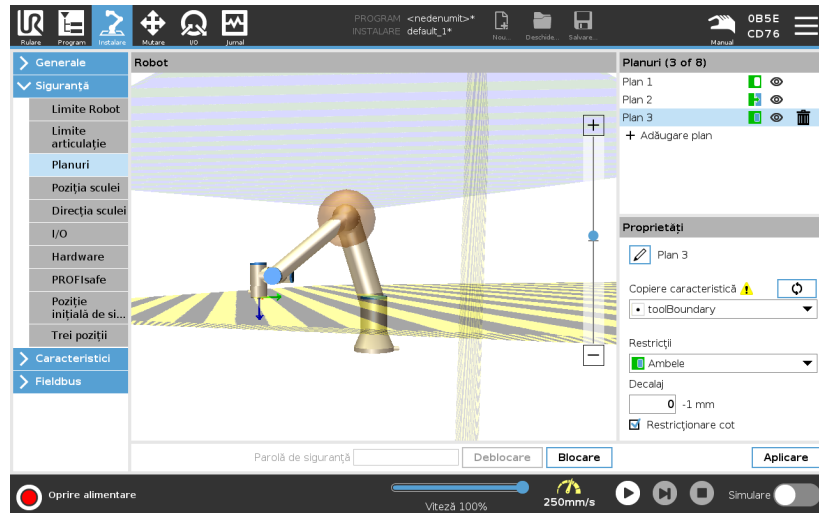 PROGRAM <nedenumit>*
INSTALARE default_1*
Rulare
Program
Instalare
Mutare
I/O
Jurnal
Nou...
Deschide...
Salvare...
Manual
0B5E
CD76
Generale
Siguranță
Limite Robot
Limite
articulație
Planuri
Poziția sculei
Direcția sculei
I/O
Hardware
PROFIsafe
Poziție
inițială de si...
Trei poziții
Caracteristici
Fieldbus
Robot
Planuri (3 of 8)
Plan 1
Plan 2
Plan 3
+ Adăugare plan
Proprietăți
Plan 3
Copiere caracteristică
toolBoundary
Restricții
Ambele
Decalaj
0 -1 mm
Restricționare cot
Parolă de siguranță
Deblocare
Blocare
Aplicare
Oprire alimentare
Viteză 100%
250mm/s
Simulare